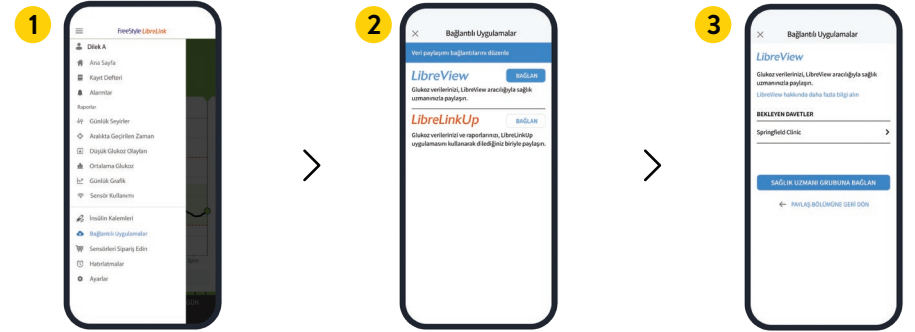 1
FreeStyle LibreLink
Dilek A
Ana Sayfa
Kayıt Defteri
Alarmlar
Raporlar
Günlük Seyirler
Aralıkta Geçirilen Zaman
Düşük Glukoz Olayları
Ortalama Glukoz
Günlük Grafik
Sensör Kullanımı
İnsülin Kalemleri
Bağlantılı Uygulamalar
Sensörleri Sipariş Edin
Hatırlatmalar
Ayarlar
2
Bağlantılı Uygulamalar
Veri paylaşımı bağlantılarını düzenle
LibreView
BAĞLAN
Glukoz verilerinizi, LibreView aracılığıyla sağlık
uzmanınızla paylaşın.
LibreLinkUp
BAĞLAN
Glukoz verilerinizi ve raporlarınızı, LibreLinkUp
uygulamasını kullanarak dilediğiniz biriyle paylaşın.
3
Bağlantılı Uygulamalar
LibreView
Glukoz verilerinizi, LibreView aracılığıyla sağlık
uzmanınızla paylaşın.
LibreView hakkında daha fazla bilgi alın
BEKLEYEN DAVETLER
Springfield Clinic
SAĞLIK UZMANI GRUBUNA BAĞLAN
PAYLAŞ BÖLÜMÜNE GERİ DÖN